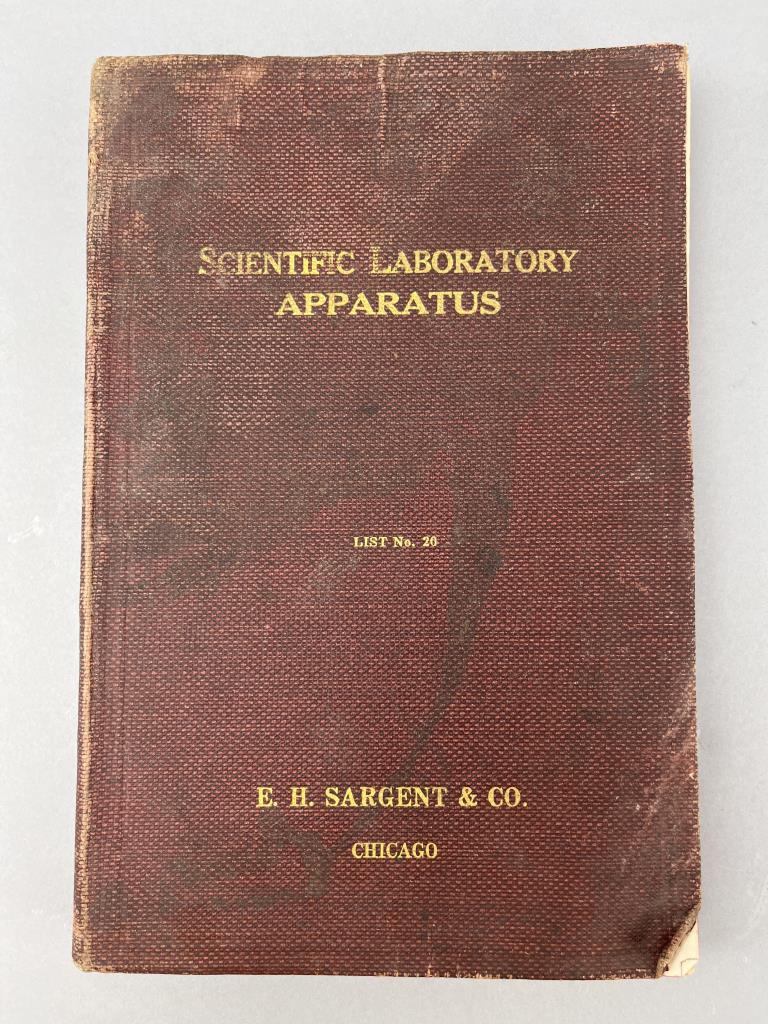 SCIENTIFIC LABORATORY
APPARATUS
LIST No. 20
E. H. SARGENT & CO.
CHICAGO